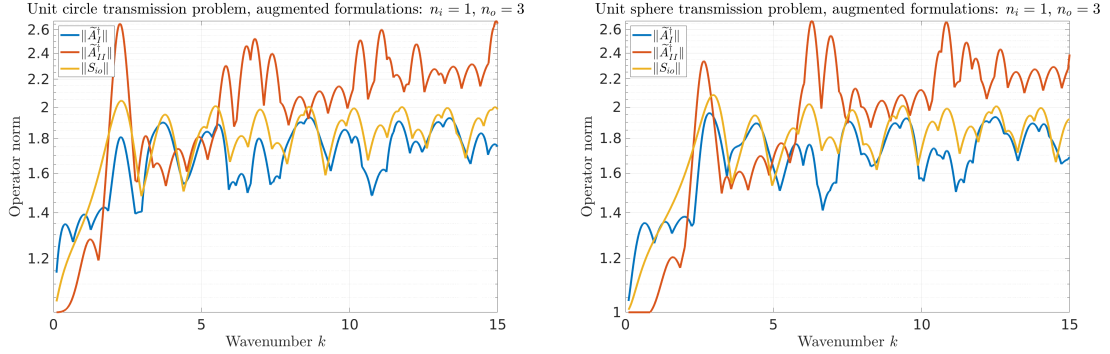 Unit circle transmission problem, augmented formulations: n_i = 1, n_o = 3
2.6
2.4
2.2
2
1.8
1.6
1.4
1.2
Operator norm
‖Ã_I^†‖
‖Ã_II^†‖
‖S_io‖
0 5 10 15
Wavenumber k
Unit sphere transmission problem, augmented formulations: n_i = 1, n_o = 3
2.6
2.4
2.2
2
1.8
1.6
1.4
1.2
1
Operator norm
‖Ã_I^†‖
‖Ã_II^†‖
‖S_io‖
0 5 10 15
Wavenumber k